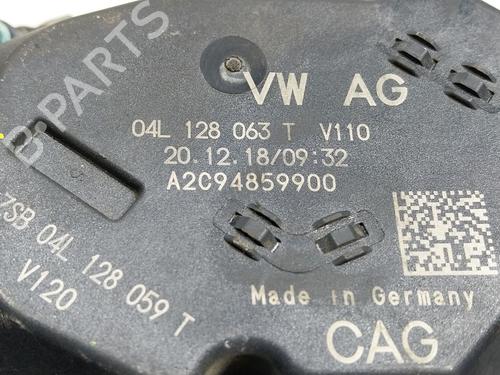 B-PARTS
VW AG
04L 128 063 T V110
20.12.18/09:32
A2C94859900
ZSB 04L 128 059 T
V120
Made in Germany
CAG